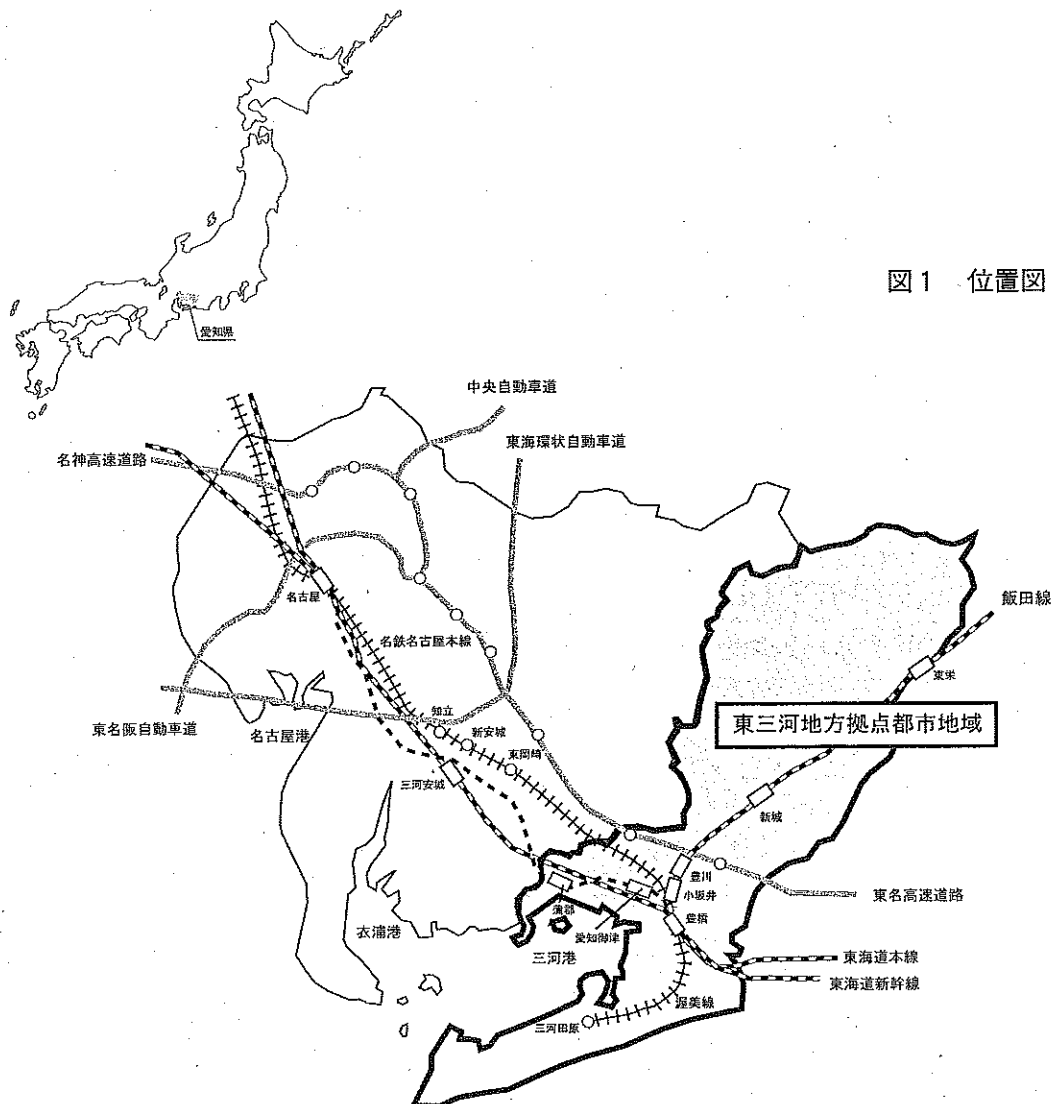 図1 位置図
愛知県
中央自動車道
東海環状自動車道
名神高速道路
飯田線
名古屋
東栄
名鉄名古屋本線
東三河地方拠点都市地域
東名阪自動車道
名古屋港
知立
新安城
東岡崎
三河安城
新城
豊川
小坂井
東名高速道路
蒲郡
豊橋
衣浦港
愛知御津
三河港
東海道本線
東海道新幹線
渥美線
三河田原